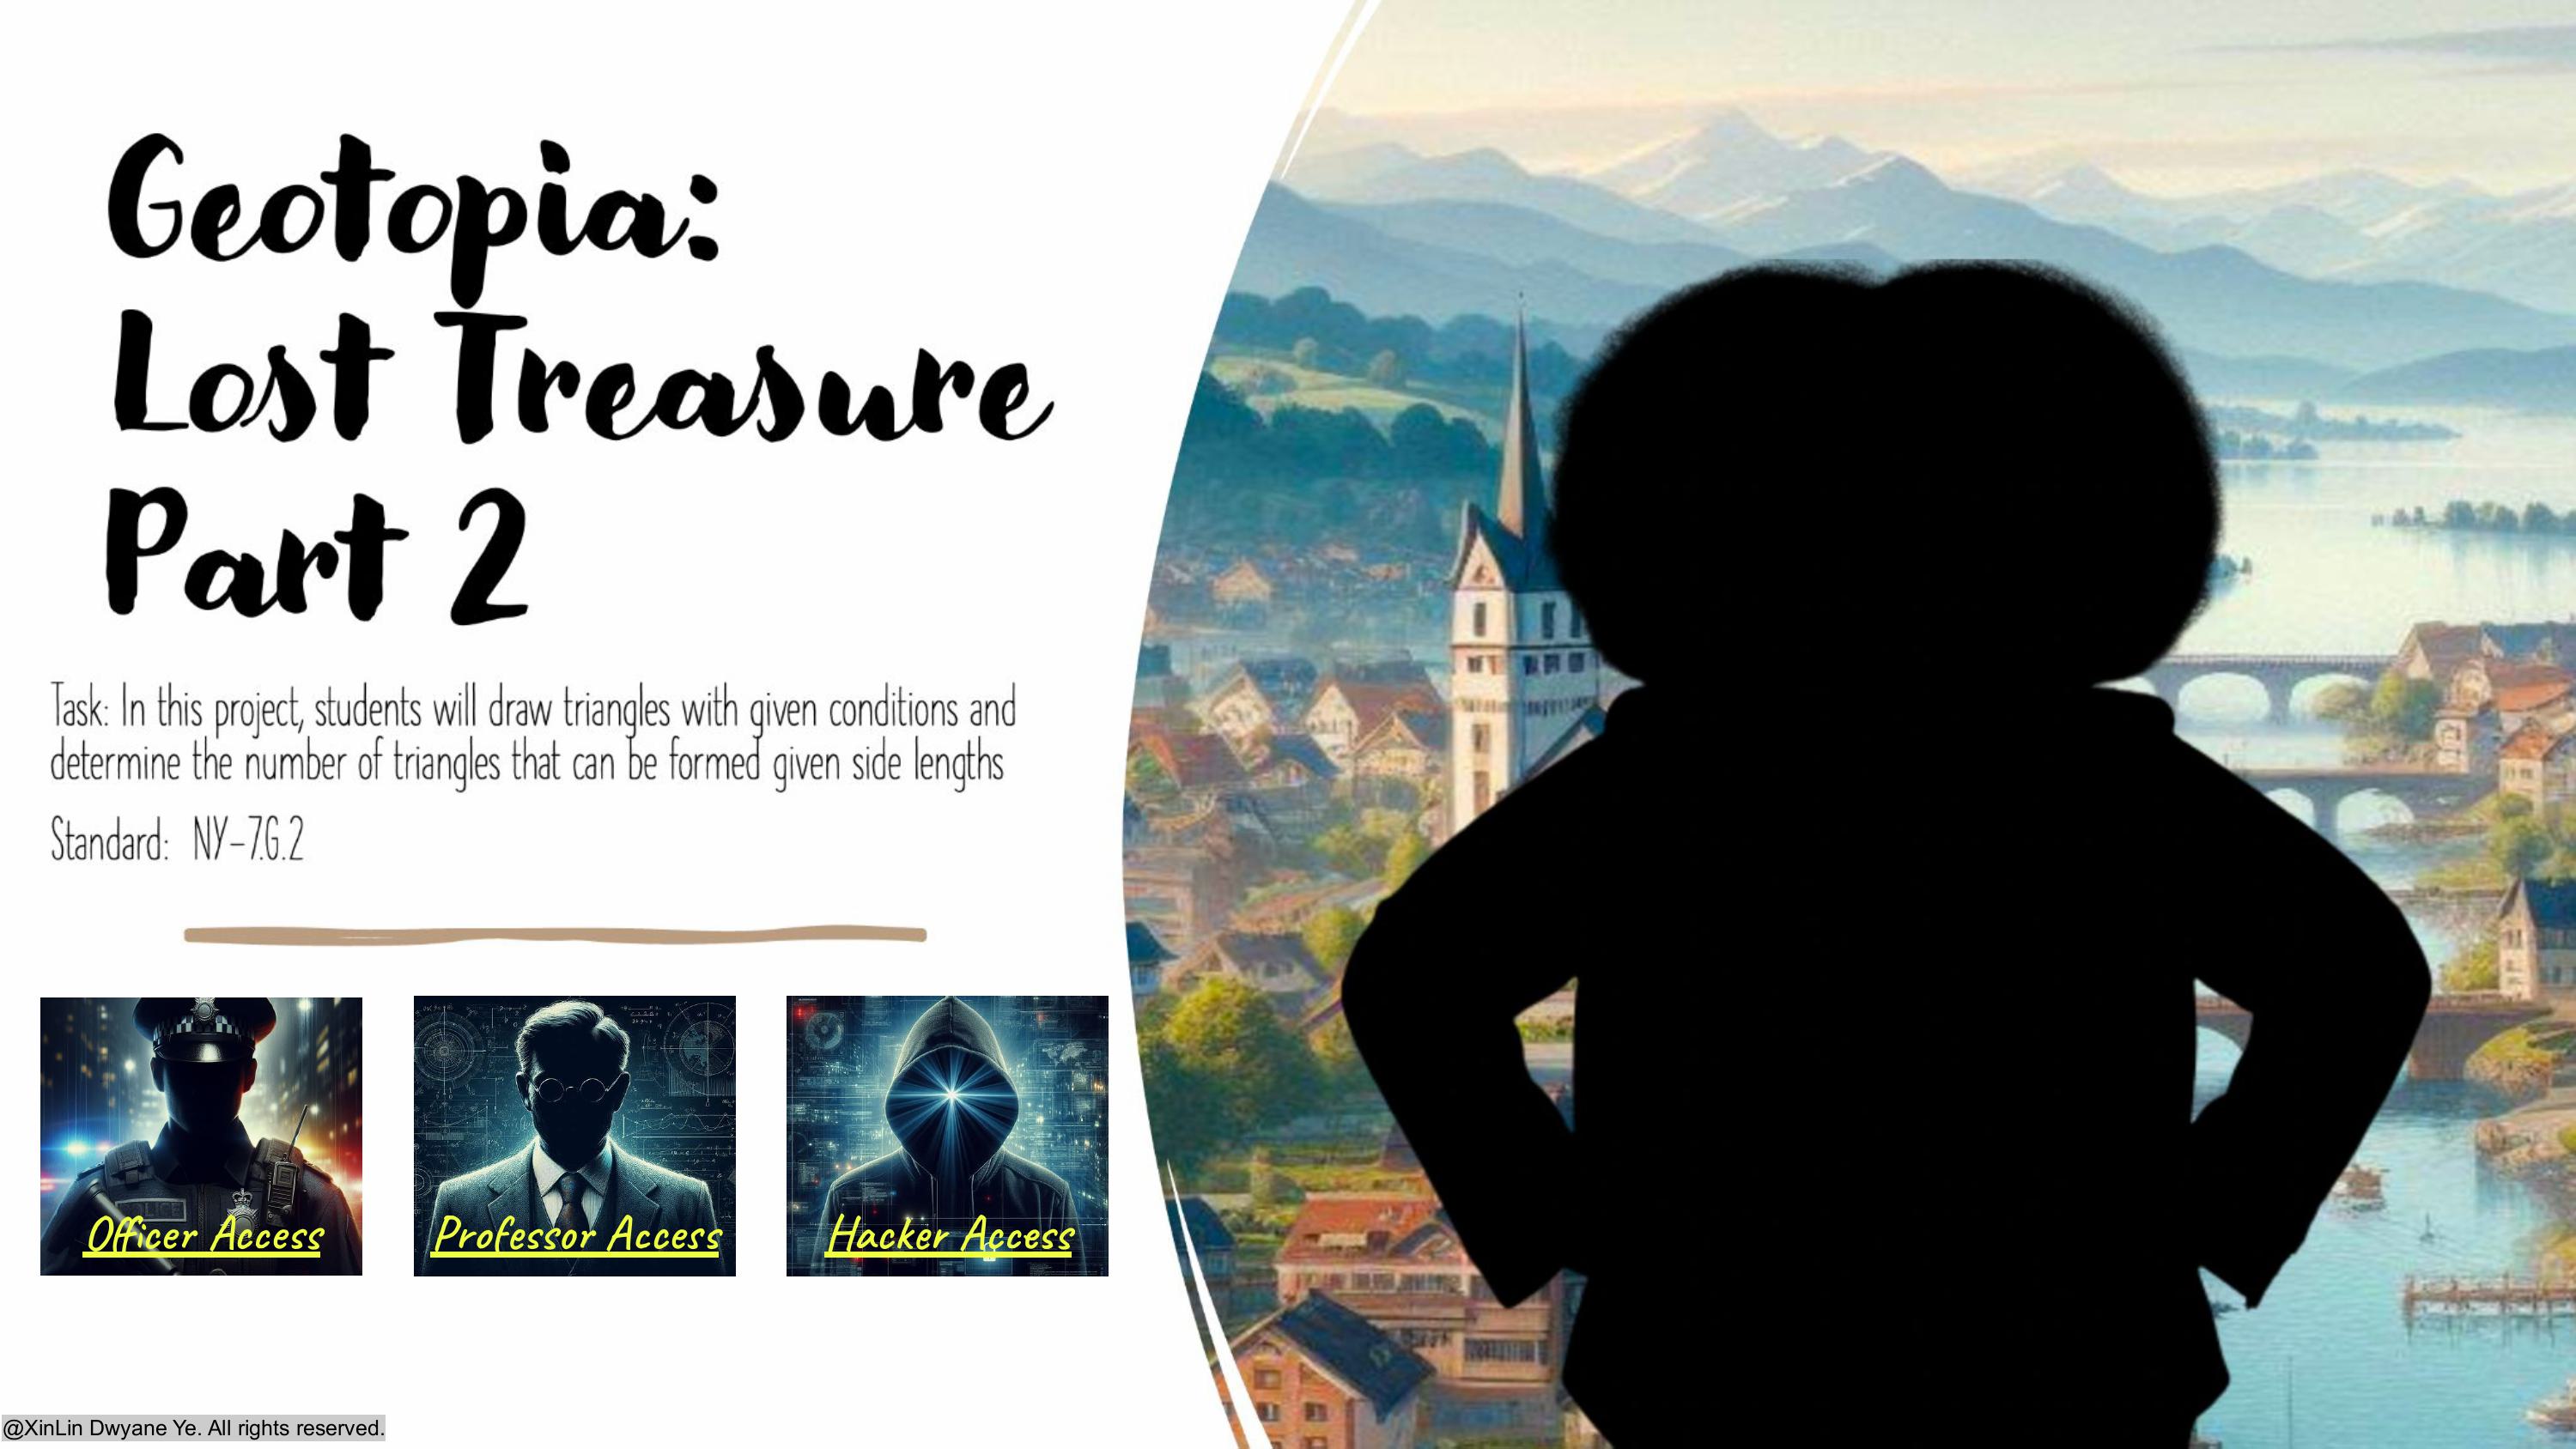 Geotopia:
Lost Treasure
Part 2
Task: In this project, students will draw triangles with given conditions and
determine the number of triangles that can be formed given side lengths
Standard: NY-7.G.2
Officer Access
Professor Access
Hacker Access
@XinLin Dwyane Ye. All rights reserved.